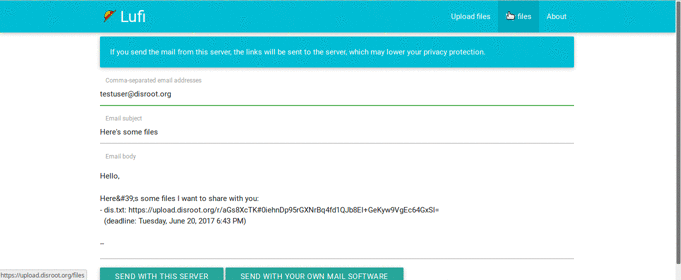 Lufi
Upload files
files
About
If you send the mail from this server, the links will be sent to the server, which may lower your privacy protection.
Comma-separated email addresses
testuser@disroot.org
Email subject
Here's some files
Email body
Hello,
Here&#39;s some files I want to share with you:
- dis.txt: https://upload.disroot.org/r/aGs8XcTK#0iehnDp95rGXNrBq4fd1QJb8EI+GeKyw9VgEc64GxSI=
(deadline: Tuesday, June 20, 2017 6:43 PM)
--
SEND WITH THIS SERVER
SEND WITH YOUR OWN MAIL SOFTWARE
https://upload.disroot.org/files